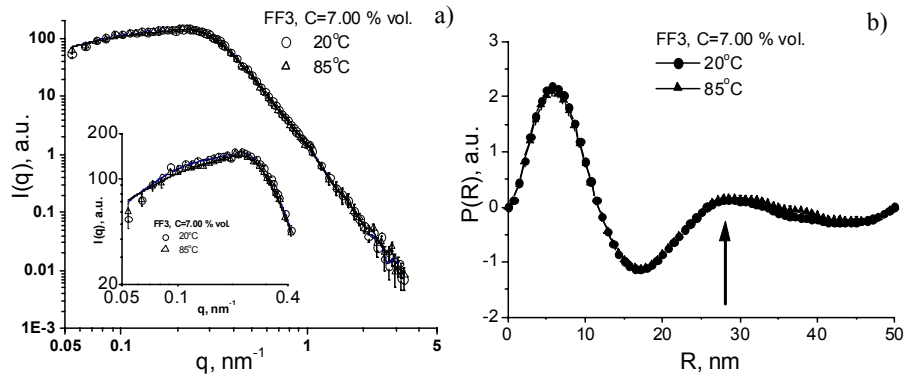 a)
FF3, C=7.00 % vol.
20°C
85°C
I(q), a.u.
100
10
1
0.1
0.01
1E-3
0.05
0.1
1
5
q, nm⁻¹
I(q), a.u.
200
100
20
FF3, C=7.00 % vol.
20°C
85°C
0.05
0.1
0.4
q, nm⁻¹
b)
FF3, C=7.00 % vol.
20°C
85°C
P(R), a.u.
3
2
1
0
-1
-2
0
10
20
30
40
50
R, nm